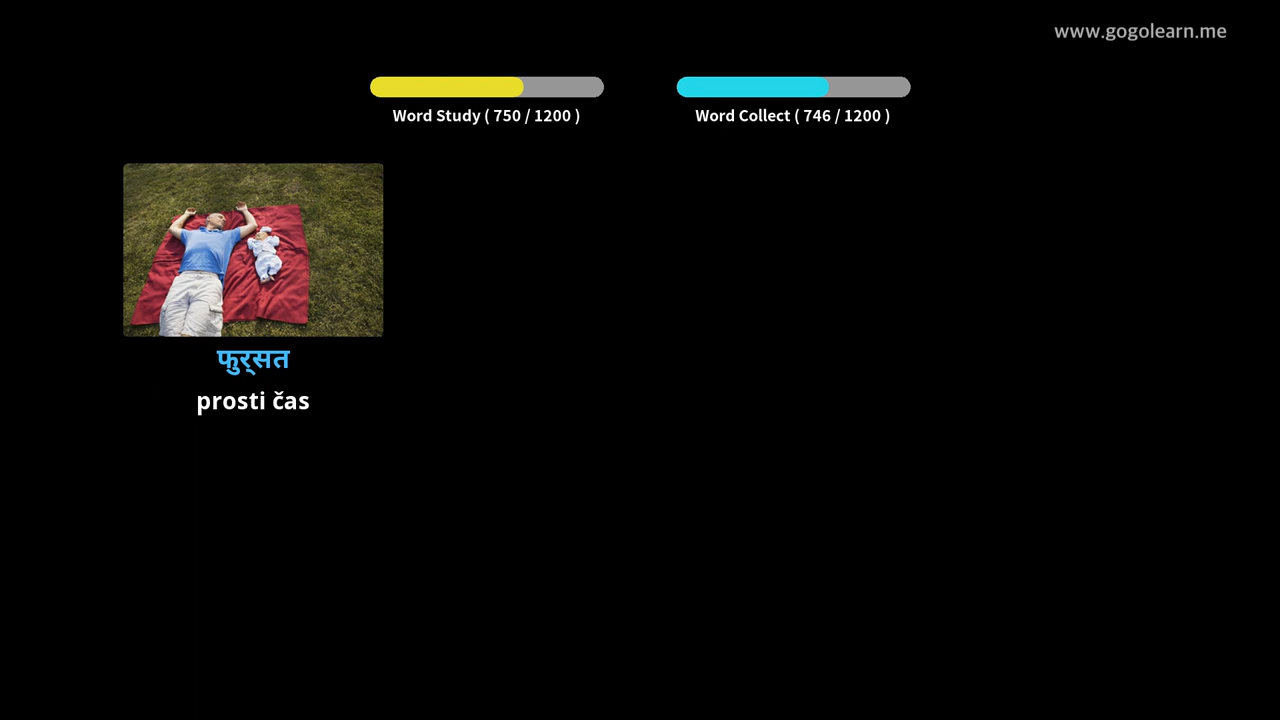 www.gogolearn.me
Word Study ( 750 / 1200 )
Word Collect ( 746 / 1200 )
फुर्सत
prosti čas